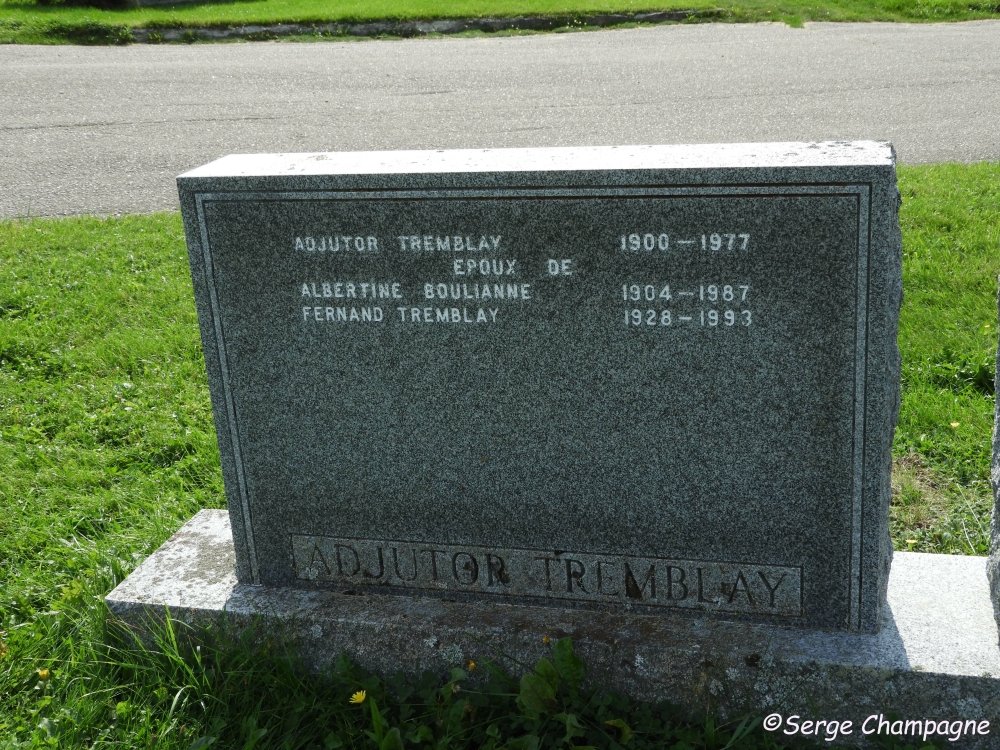 ADJUTOR TREMBLAY 1900-1977
EPOUX DE
ALBERTINE BOULIANNE 1904-1987
FERNAND TREMBLAY 1928-1993
ADJUTOR TREMBLAY
©Serge Champagne